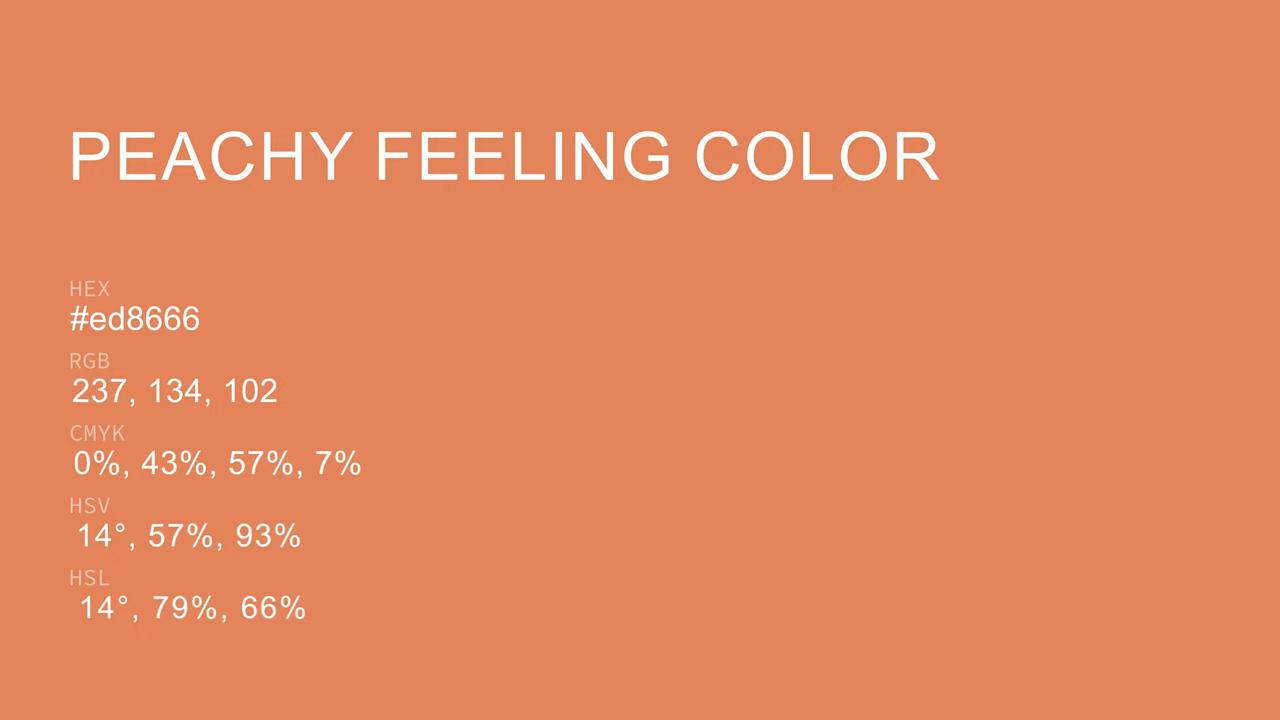 PEACHY FEELING COLOR
HEX
#ed8666
RGB
237, 134, 102
CMYK
0%, 43%, 57%, 7%
HSV
14°, 57%, 93%
HSL
14°, 79%, 66%